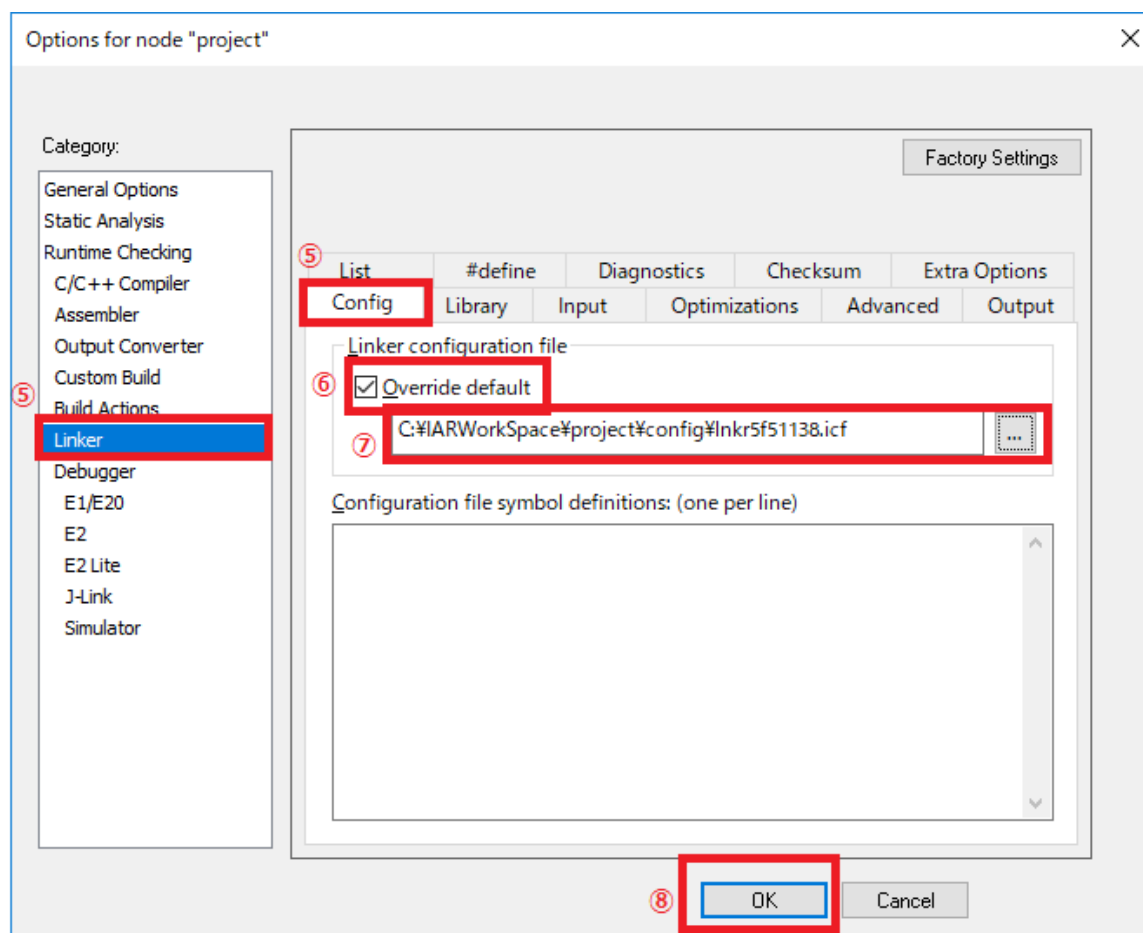 Options for node "project"
Category:
General Options
Static Analysis
Runtime Checking
C/C++ Compiler
Assembler
Output Converter
Custom Build
Build Actions
⑤
Linker
Debugger
E1/E20
E2
E2 Lite
J-Link
Simulator
Factory Settings
⑤
List #define Diagnostics Checksum Extra Options
Config Library Input Optimizations Advanced Output
Linker configuration file
⑥ Override default
⑦ C:¥IARWorkSpace¥project¥config¥lnkr5f51138.icf ...
Configuration file symbol definitions: (one per line)
⑧ OK Cancel